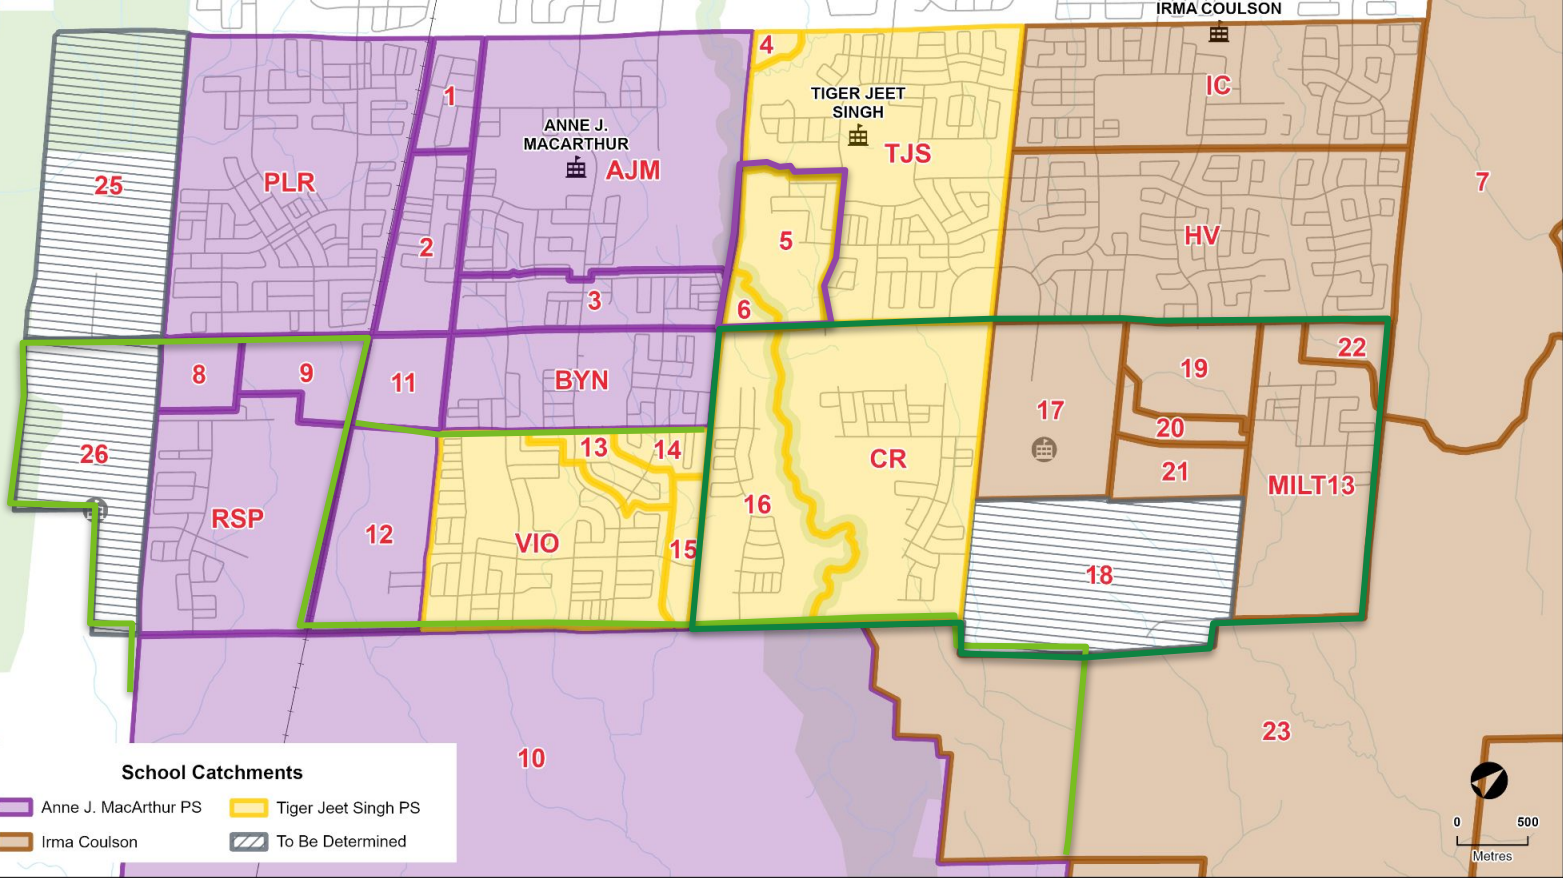 IRMA COULSON
4
1
IC
TIGER JEET
SINGH
ANNE J.
MACARTHUR
TJS
AJM
PLR
25
7
HV
5
2
3
6
22
19
8
9
11
BYN
17
20
13
14
26
CR
21
MILT13
16
RSP
12
VIO
15
18
23
10
School Catchments
Anne J. MacArthur PS
Tiger Jeet Singh PS
Irma Coulson
To Be Determined
0 500
Metres